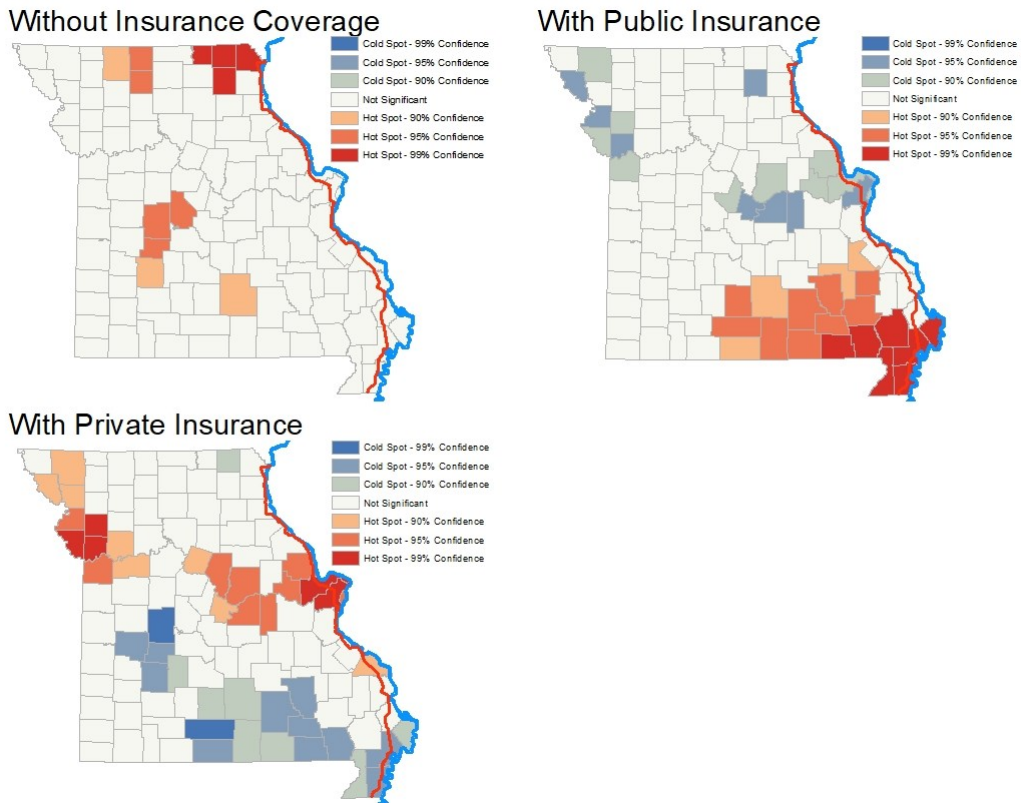 Without Insurance Coverage
Cold Spot - 99% Confidence
Cold Spot - 95% Confidence
Cold Spot - 90% Confidence
Not Significant
Hot Spot - 90% Confidence
Hot Spot - 95% Confidence
Hot Spot - 99% Confidence
With Public Insurance
Cold Spot - 99% Confidence
Cold Spot - 95% Confidence
Cold Spot - 90% Confidence
Not Significant
Hot Spot - 90% Confidence
Hot Spot - 95% Confidence
Hot Spot - 99% Confidence
With Private Insurance
Cold Spot - 99% Confidence
Cold Spot - 95% Confidence
Cold Spot - 90% Confidence
Not Significant
Hot Spot - 90% Confidence
Hot Spot - 95% Confidence
Hot Spot - 99% Confidence